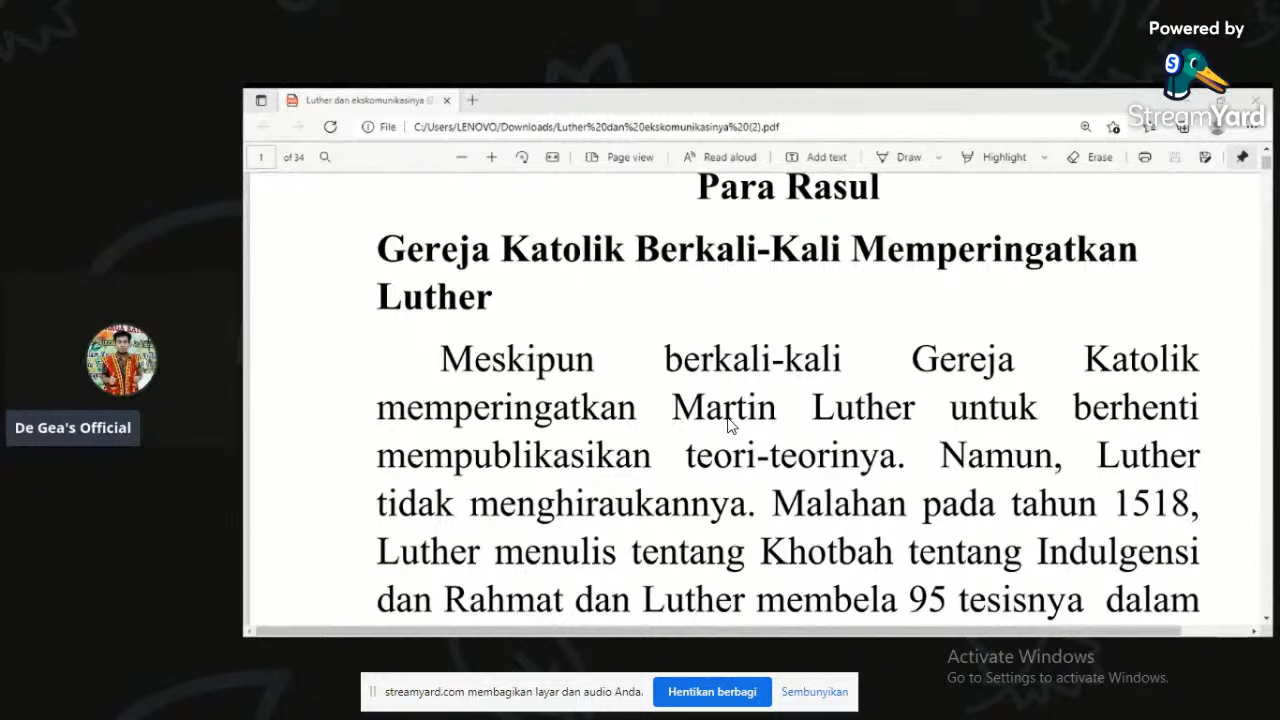 Powered by
StreamYard
Luther dan ekskomunikasinya (
File
C:/Users/LENOVO/Downloads/Luther%20dan%20ekskomunikasinya%20(2).pdf
1 of 34
Page view
Read aloud
Add text
Draw
Highlight
Erase
Para Rasul
Gereja Katolik Berkali-Kali Memperingatkan
Luther
Meskipun berkali-kali Gereja Katolik
memperingatkan Martin Luther untuk berhenti
mempublikasikan teori-teorinya. Namun, Luther
tidak menghiraukannya. Malahan pada tahun 1518,
Luther menulis tentang Khotbah tentang Indulgensi
dan Rahmat dan Luther membela 95 tesisnya dalam
De Gea's Official
Activate Windows
Go to Settings to activate Windows.
streamyard.com membagikan layar dan audio Anda.
Hentikan berbagi
Sembunyikan